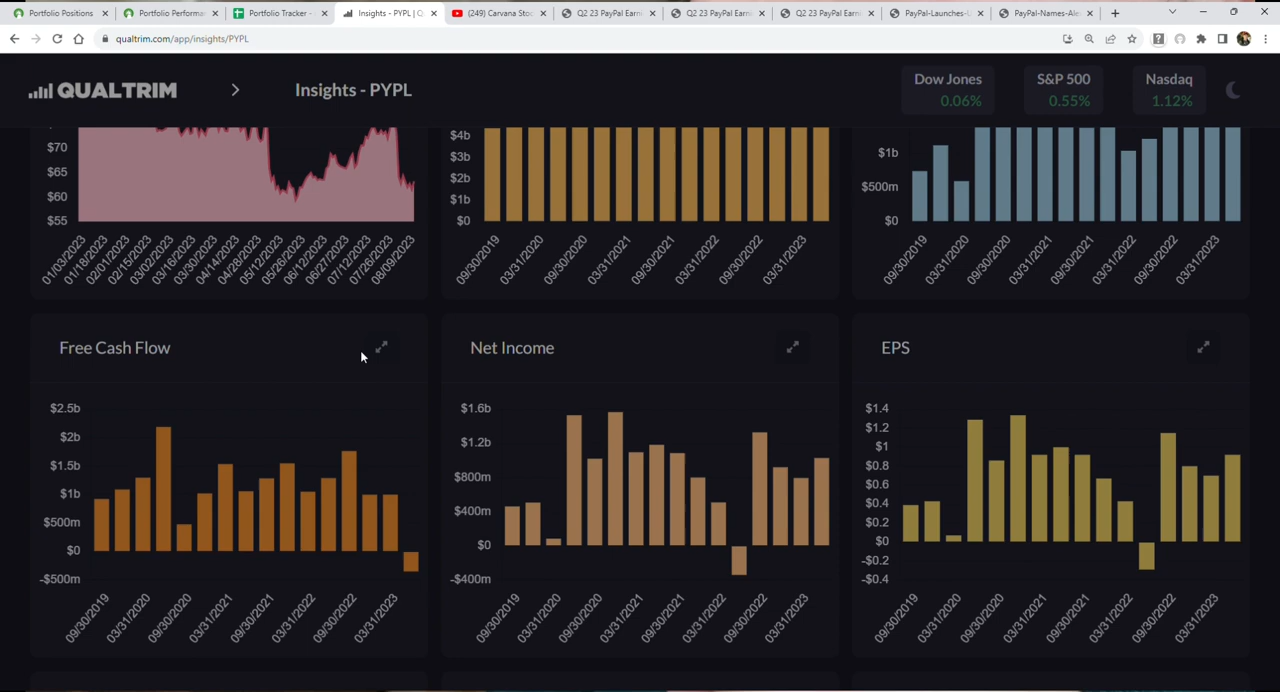 Portfolio Positions
Portfolio Performan
Portfolio Tracker -
Insights - PYPL | Q
(249) Carvana Stoc
Q2 23 PayPal Earni
Q2 23 PayPal Earni
Q2 23 PayPal Earni
PayPal-Launches-U
PayPal-Names-Ale
qualtrim.com/app/insights/PYPL
QUALTRIM
Insights - PYPL
Dow Jones
0.06%
S&P 500
0.55%
Nasdaq
1.12%
$70
$65
$60
$55
01/03/2023
01/18/2023
02/01/2023
02/15/2023
03/02/2023
03/16/2023
03/30/2023
04/14/2023
04/28/2023
05/12/2023
05/28/2023
06/12/2023
06/27/2023
07/12/2023
07/26/2023
08/09/2023
$4b
$3b
$2b
$1b
$0
09/30/2019
03/31/2020
09/30/2020
03/31/2021
09/30/2021
03/31/2022
09/30/2022
03/31/2023
$1b
$500m
$0
09/30/2019
03/31/2020
09/30/2020
03/31/2021
09/30/2021
03/31/2022
09/30/2022
03/31/2023
Free Cash Flow
$2.5b
$2b
$1.5b
$1b
$500m
$0
-$500m
09/30/2019
03/31/2020
09/30/2020
03/31/2021
09/30/2021
03/31/2022
09/30/2022
03/31/2023
Net Income
$1.6b
$1.2b
$800m
$400m
$0
-$400m
09/30/2019
03/31/2020
09/30/2020
03/31/2021
09/30/2021
03/31/2022
09/30/2022
03/31/2023
EPS
$1.4
$1.2
$1
$0.8
$0.6
$0.4
$0.2
$0
-$0.2
-$0.4
09/30/2019
03/31/2020
09/30/2020
03/31/2021
09/30/2021
03/31/2022
09/30/2022
03/31/2023